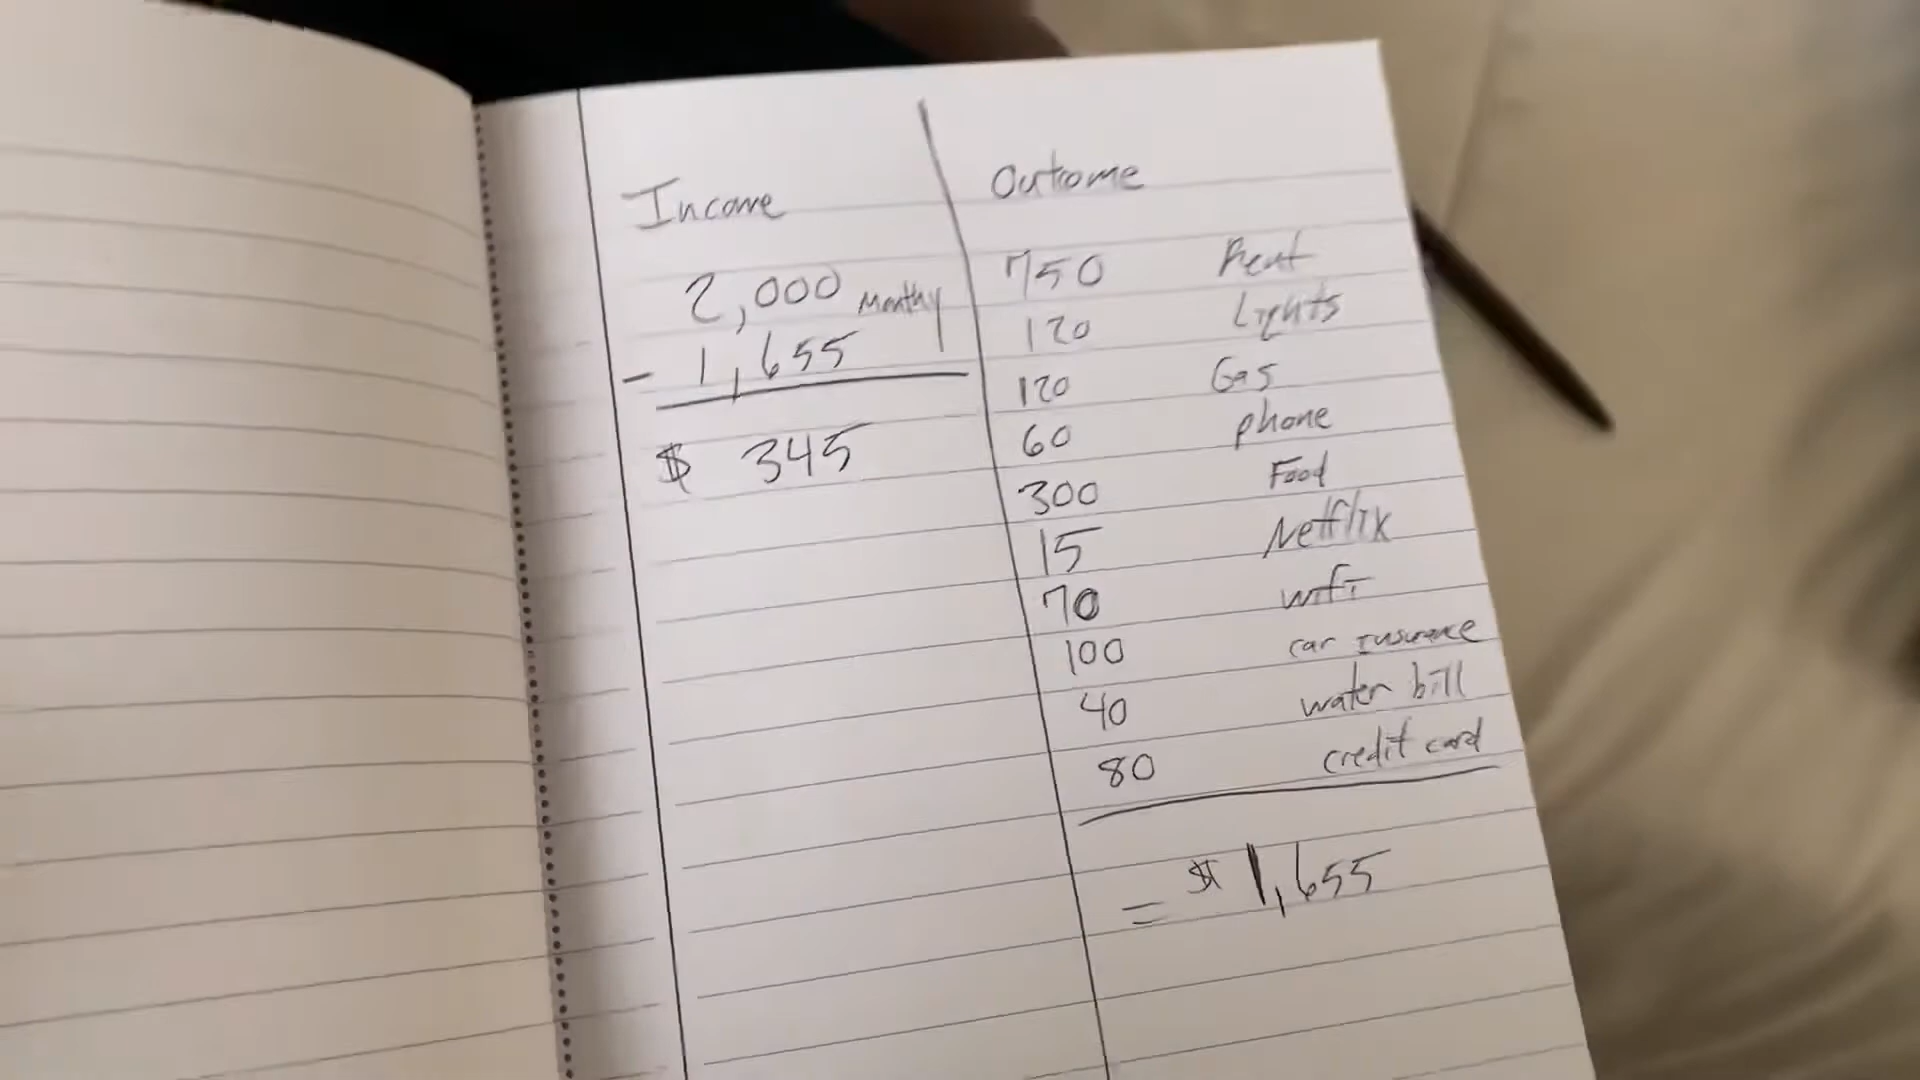 Income
2,000 Monthy
- 1,655
$ 345
Outcome
750 Rent
120 Lights
120 Gas
60 phone
300 Food
15 Netflix
70 wifi
100 car Insurance
40 water bill
80 credit card
= $ 1,655